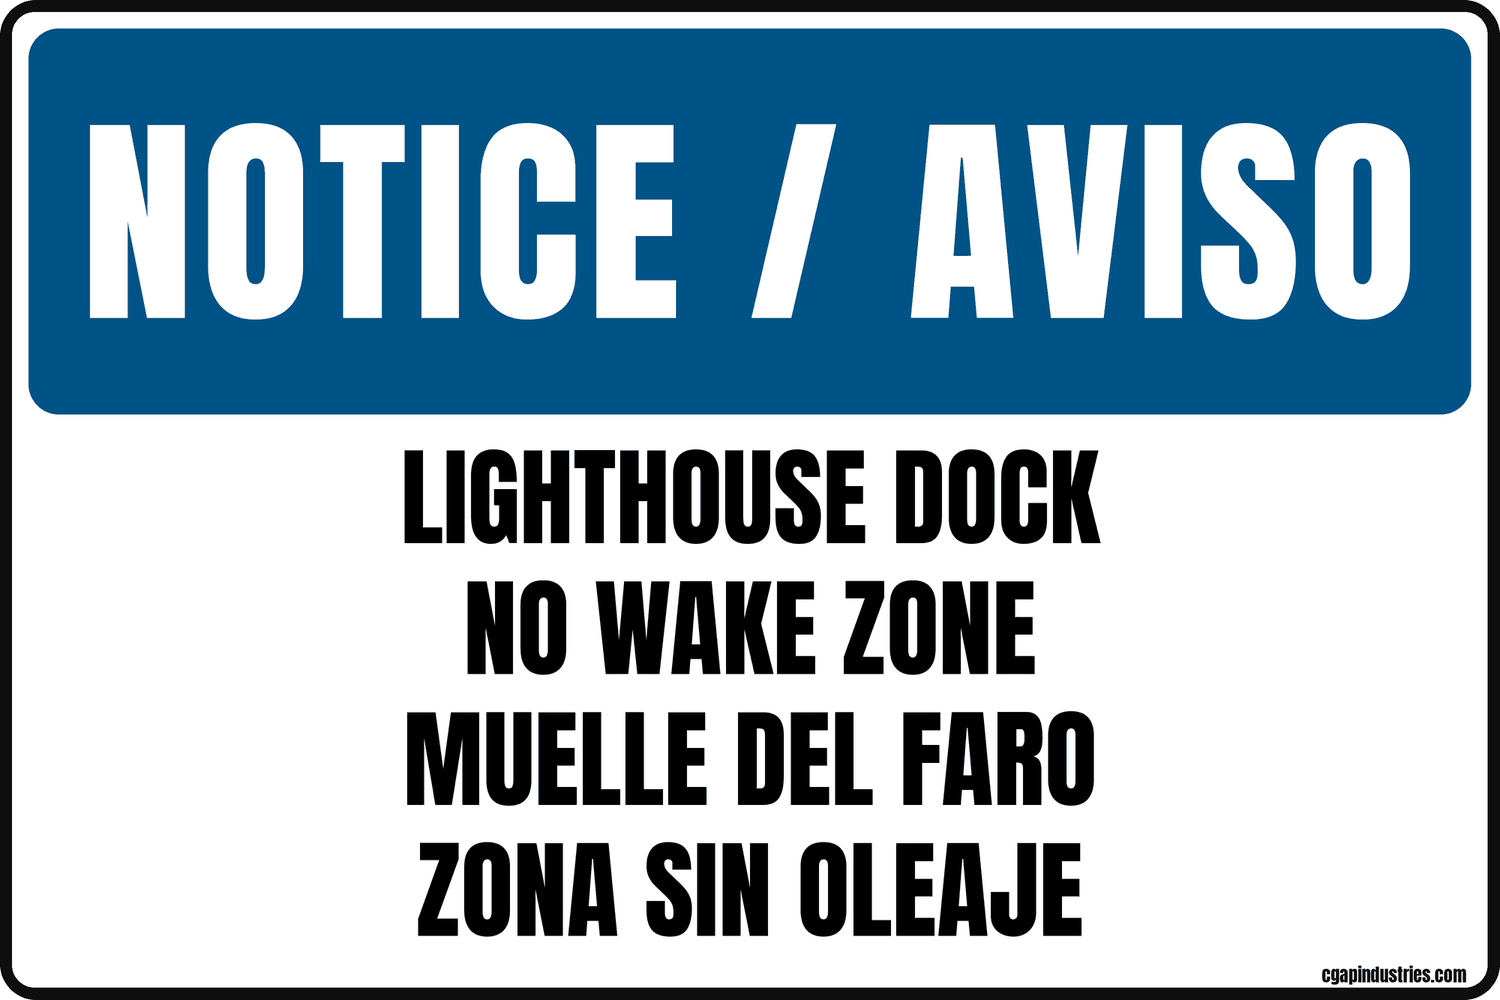 NOTICE / AVISO
LIGHTHOUSE DOCK
NO WAKE ZONE
MUELLE DEL FARO
ZONA SIN OLEAJE
cgapindustries.com